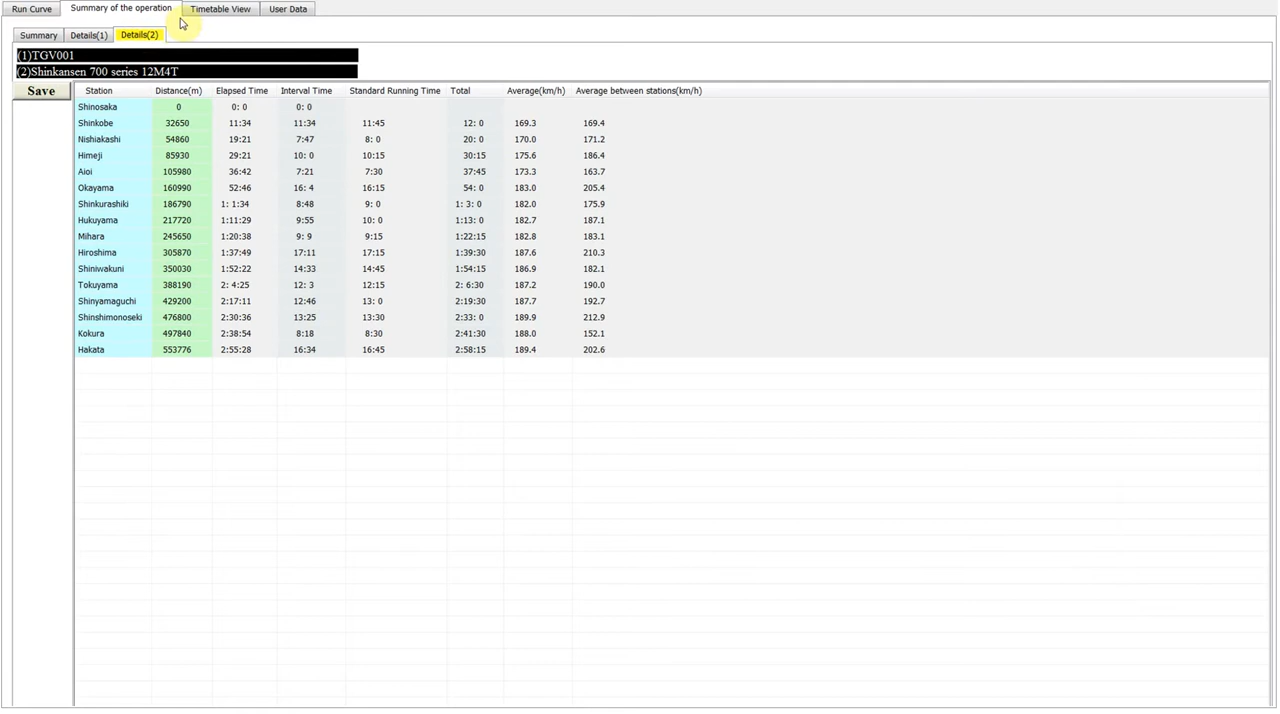 Run Curve Summary of the operation Timetable View User Data
Summary Details(1) Details(2)
(1)TGV001
(2)Shinkansen 700 series 12M4T
Save Station Distance(m) Elapsed Time Interval Time Standard Running Time Total Average(km/h) Average between stations(km/h)
Shinosaka 0 0: 0 0: 0
Shinkobe 32650 11:34 11:34 11:45 12: 0 169.3 169.4
Nishiakashi 54860 19:21 7:47 8: 0 20: 0 170.0 171.2
Himeji 85930 29:21 10: 0 10:15 30:15 175.6 186.4
Aioi 105980 36:42 7:21 7:30 37:45 173.3 163.7
Okayama 160990 52:46 16: 4 16:15 54: 0 183.0 205.4
Shinkurashiki 186790 1: 1:34 8:48 9: 0 1: 3: 0 182.0 175.9
Hukuyama 217720 1:11:29 9:55 10: 0 1:13: 0 182.7 187.1
Mihara 245650 1:20:38 9: 9 9:15 1:22:15 182.8 183.1
Hiroshima 305870 1:37:49 17:11 17:15 1:39:30 187.6 210.3
Shiniwakuni 350030 1:52:22 14:33 14:45 1:54:15 186.9 182.1
Tokuyama 388190 2: 4:25 12: 3 12:15 2: 6:30 187.2 190.0
Shinyamaguchi 429200 2:17:11 12:46 13: 0 2:19:30 187.7 192.7
Shinshimonoseki 476800 2:30:36 13:25 13:30 2:33: 0 189.9 212.9
Kokura 497840 2:38:54 8:18 8:30 2:41:30 188.0 152.1
Hakata 553776 2:55:28 16:34 16:45 2:58:15 189.4 202.6